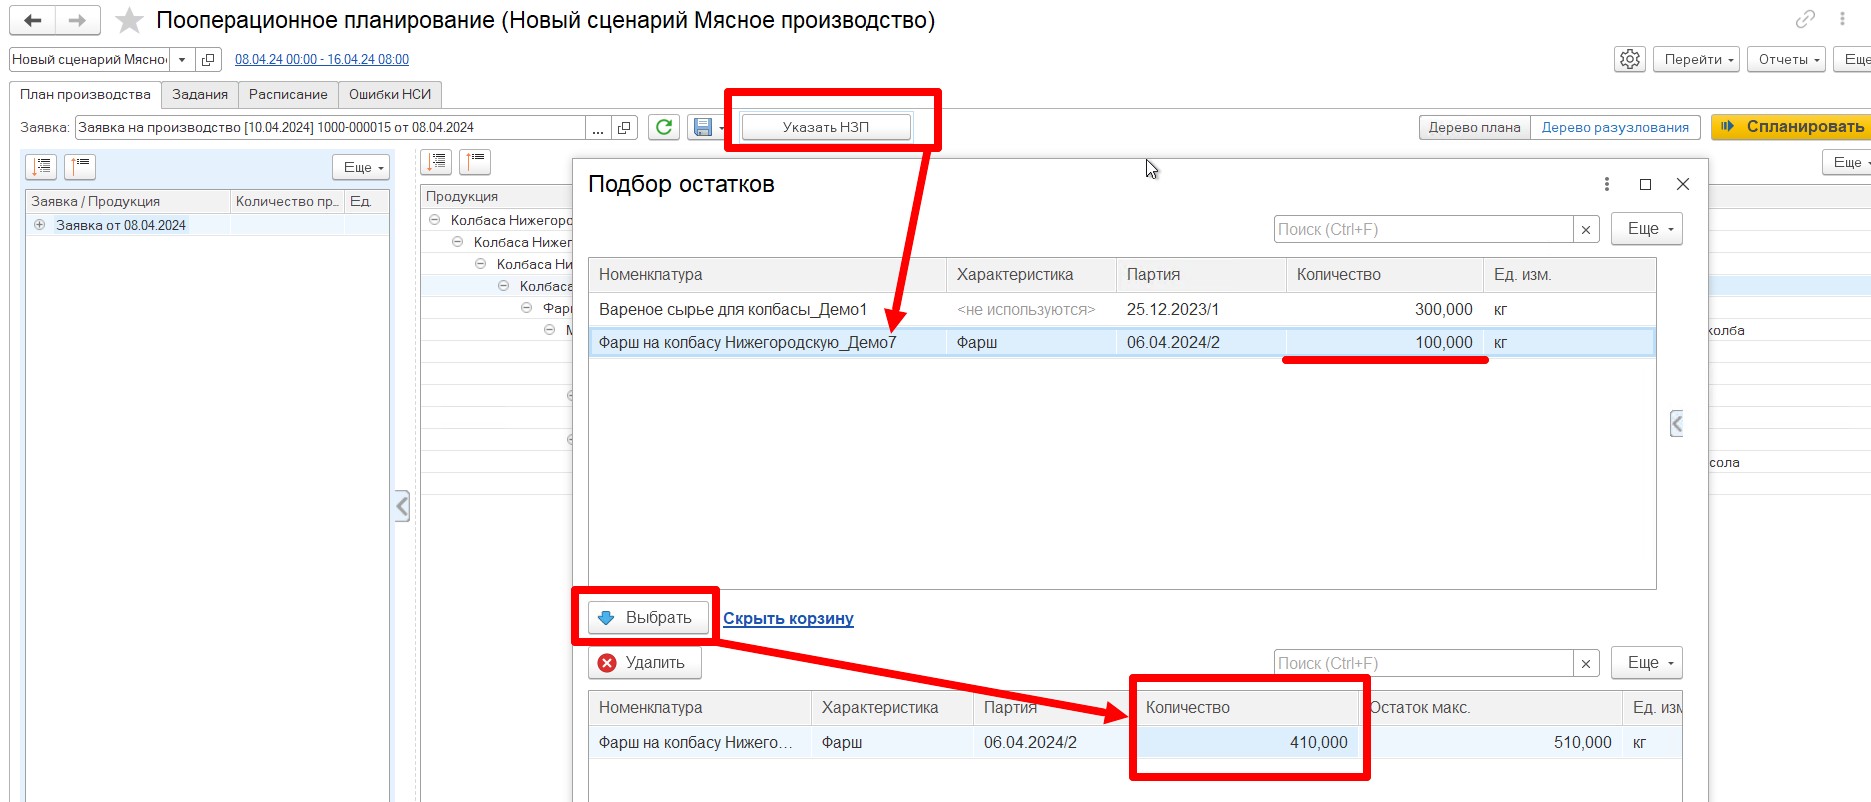 Пооперационное планирование (Новый сценарий Мясное производство)
Новый сценарий Мясно 08.04.24 00:00 - 16.04.24 08:00 Перейти Отчеты Еще
План производства Задания Расписание Ошибки НСИ
Заявка: Заявка на производство [10.04.2024] 1000-000015 от 08.04.2024 ... Указать НЗП Дерево плана Дерево разузлования Спланировать
Еще Еще
Заявка / Продукция Количество пр... Ед.
Заявка от 08.04.2024
Продукция
Колбаса Нижегоро
Колбаса Нижег
Колбаса Ни
Колбаса
Фар
М
колба
сола
Подбор остатков
Поиск (Ctrl+F) × Еще
Номенклатура Характеристика Партия Количество Ед. изм.
Вареное сырье для колбасы_Демо1 <не используются> 25.12.2023/1 300,000 кг
Фарш на колбасу Нижегородскую_Демо7 Фарш 06.04.2024/2 100,000 кг
Выбрать Скрыть корзину
Удалить Поиск (Ctrl+F) × Еще
Номенклатура Характеристика Партия Количество Остаток макс. Ед. изм
Фарш на колбасу Нижего... Фарш 06.04.2024/2 410,000 510,000 кг